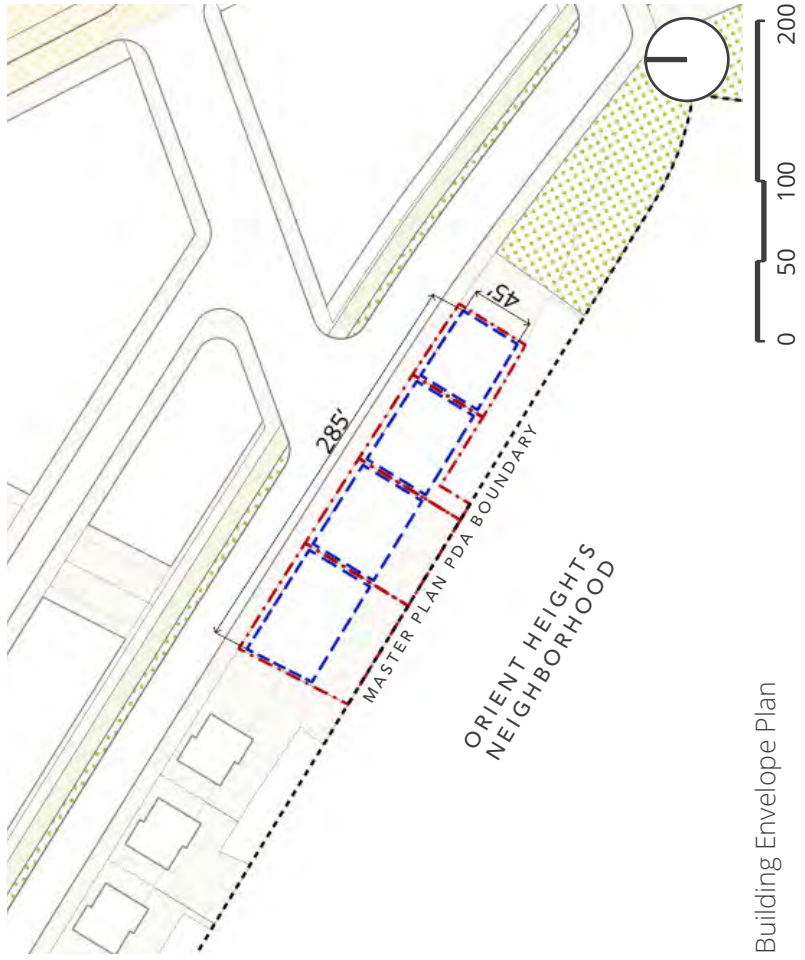 285'
45'
MASTER PLAN PDA BOUNDARY
ORIENT HEIGHTS
NEIGHBORHOOD
Building Envelope Plan
0 50 100 200